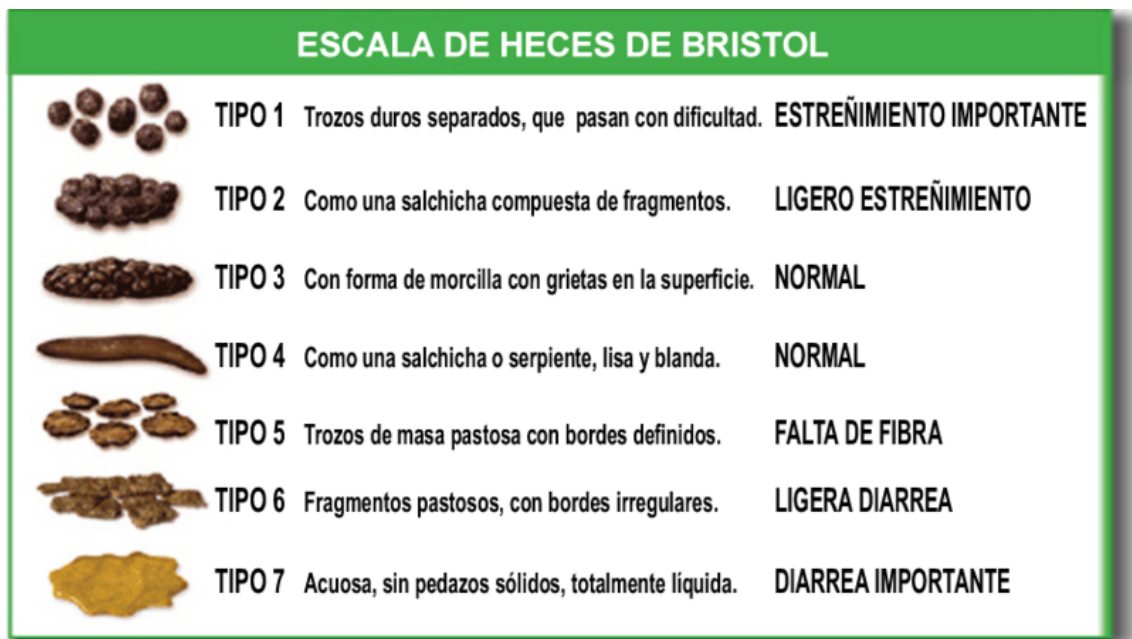 ESCALA DE HECES DE BRISTOL
TIPO 1 Trozos duros separados, que pasan con dificultad. ESTREÑIMIENTO IMPORTANTE
TIPO 2 Como una salchicha compuesta de fragmentos. LIGERO ESTREÑIMIENTO
TIPO 3 Con forma de morcilla con grietas en la superficie. NORMAL
TIPO 4 Como una salchicha o serpiente, lisa y blanda. NORMAL
TIPO 5 Trozos de masa pastosa con bordes definidos. FALTA DE FIBRA
TIPO 6 Fragmentos pastosos, con bordes irregulares. LIGERA DIARREA
TIPO 7 Acuosa, sin pedazos sólidos, totalmente líquida. DIARREA IMPORTANTE